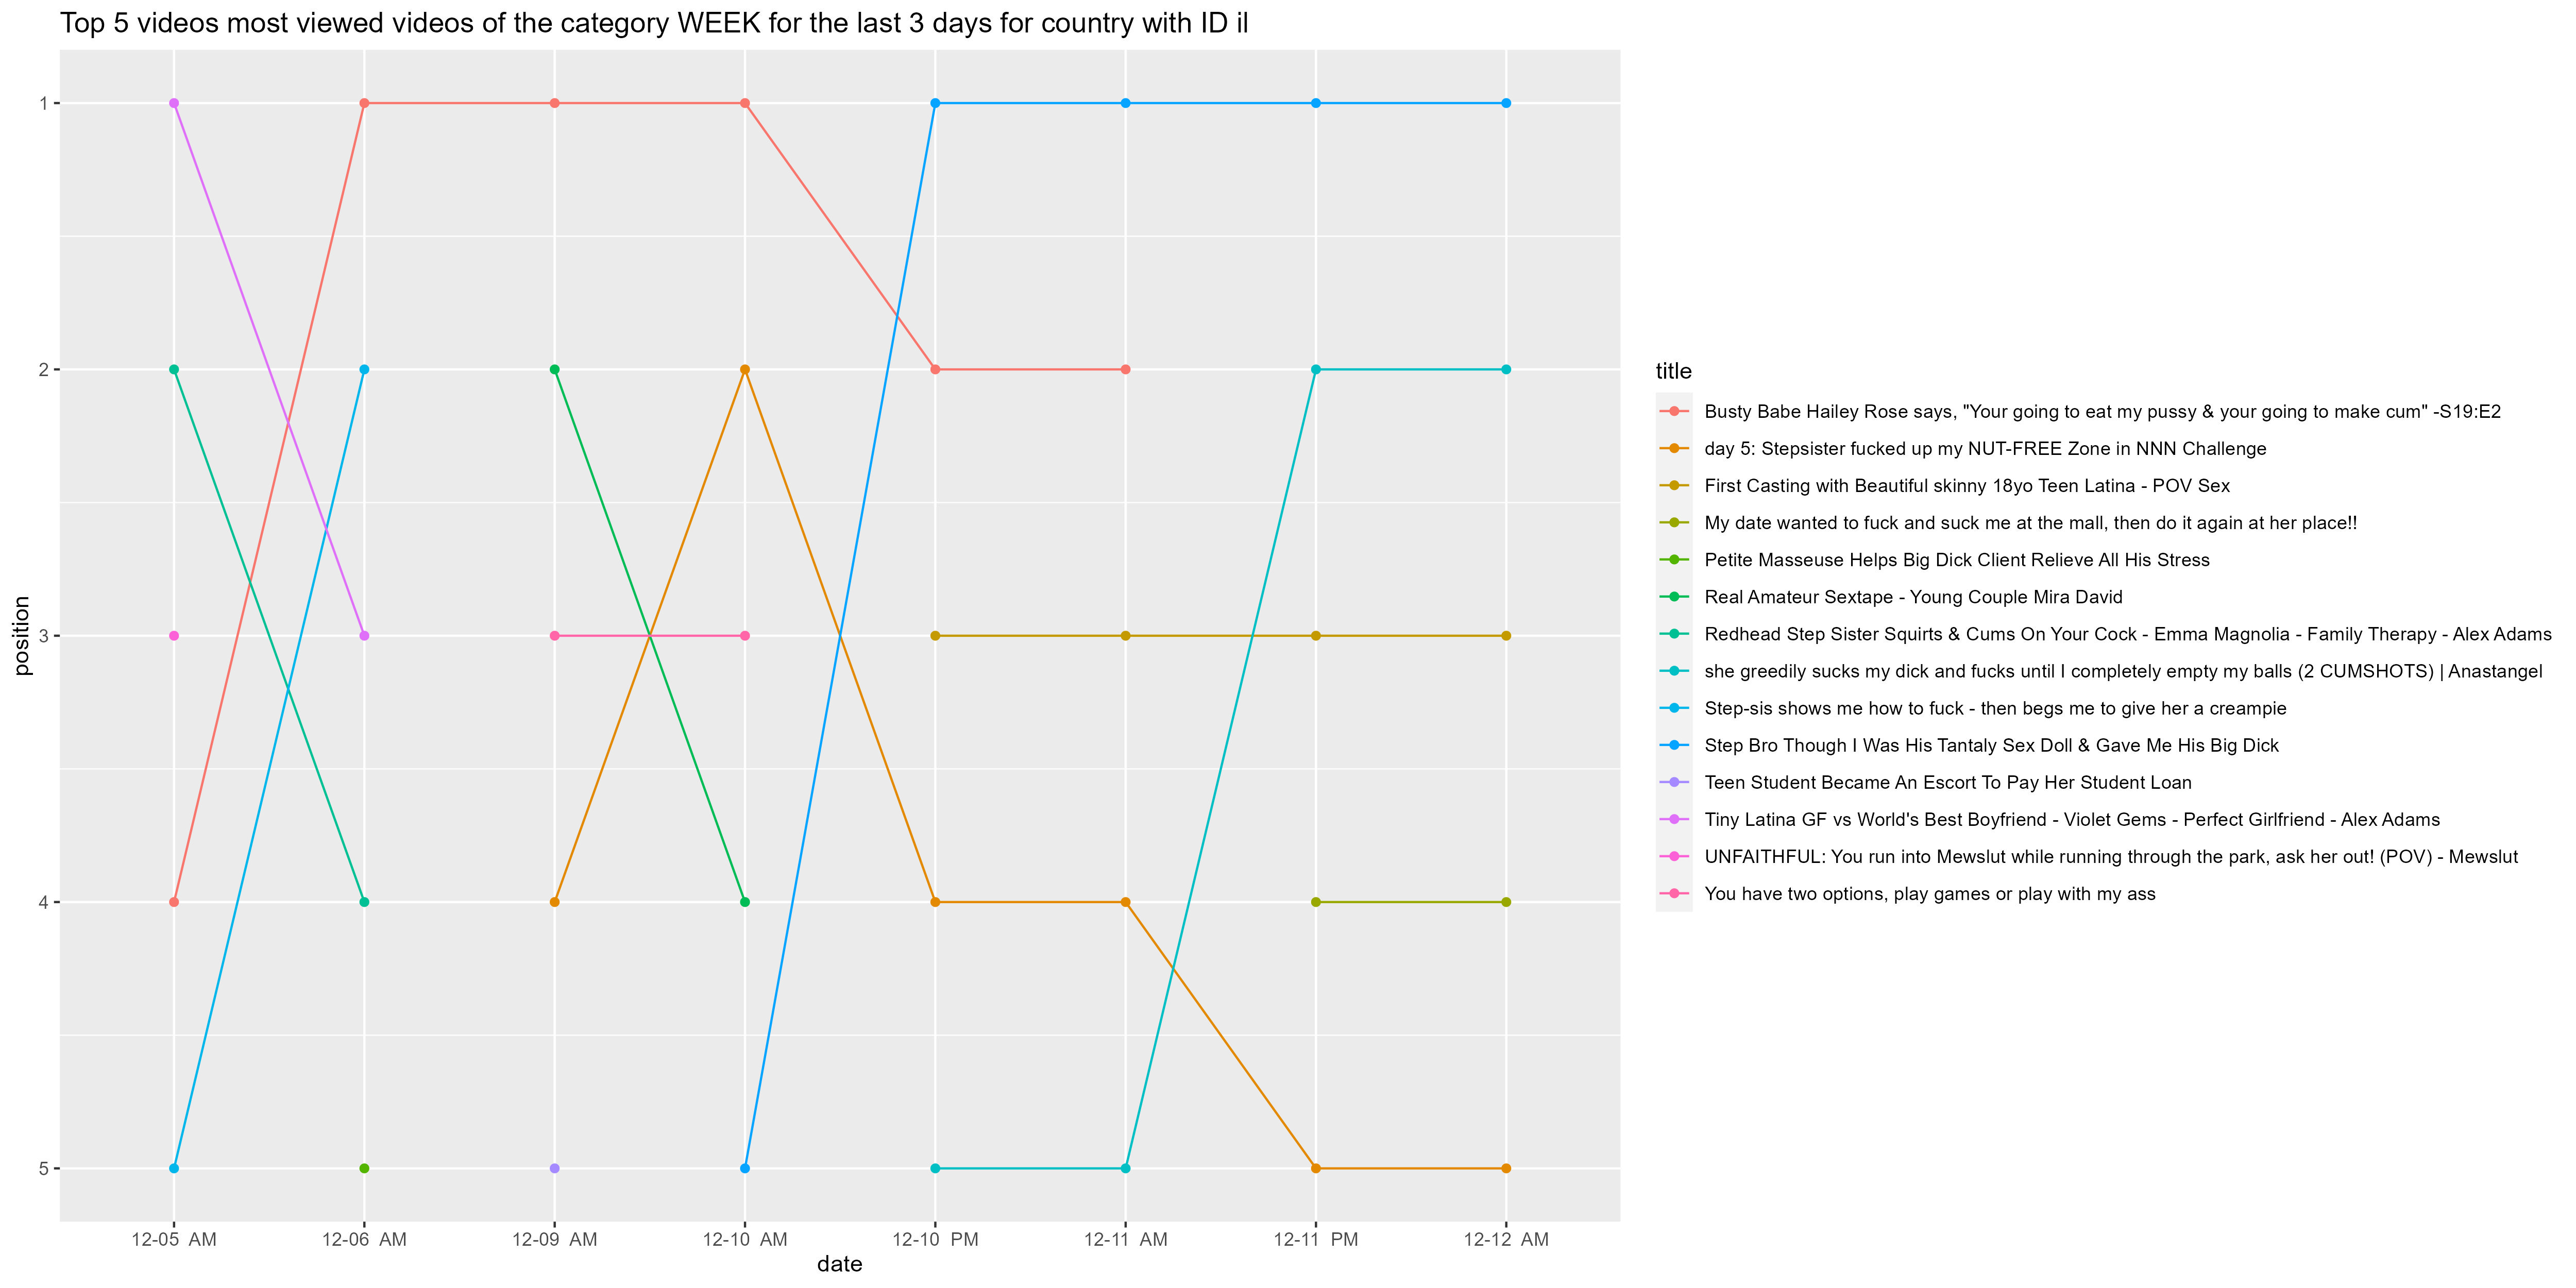 Top 5 videos most viewed videos of the category WEEK for the last 3 days for country with ID il
1
2
3
4
5
position
12-05 AM
12-06 AM
12-09 AM
12-10 AM
12-10 PM
12-11 AM
12-11 PM
12-12 AM
date
title
Busty Babe Hailey Rose says, "Your going to eat my pussy & your going to make cum" -S19:E2
day 5: Stepsister fucked up my NUT-FREE Zone in NNN Challenge
First Casting with Beautiful skinny 18yo Teen Latina - POV Sex
My date wanted to fuck and suck me at the mall, then do it again at her place!!
Petite Masseuse Helps Big Dick Client Relieve All His Stress
Real Amateur Sextape - Young Couple Mira David
Redhead Step Sister Squirts & Cums On Your Cock - Emma Magnolia - Family Therapy - Alex Adams
she greedily sucks my dick and fucks until I completely empty my balls (2 CUMSHOTS) | Anastangel
Step-sis shows me how to fuck - then begs me to give her a creampie
Step Bro Though I Was His Tantaly Sex Doll & Gave Me His Big Dick
Teen Student Became An Escort To Pay Her Student Loan
Tiny Latina GF vs World's Best Boyfriend - Violet Gems - Perfect Girlfriend - Alex Adams
UNFAITHFUL: You run into Mewslut while running through the park, ask her out! (POV) - Mewslut
You have two options, play games or play with my ass